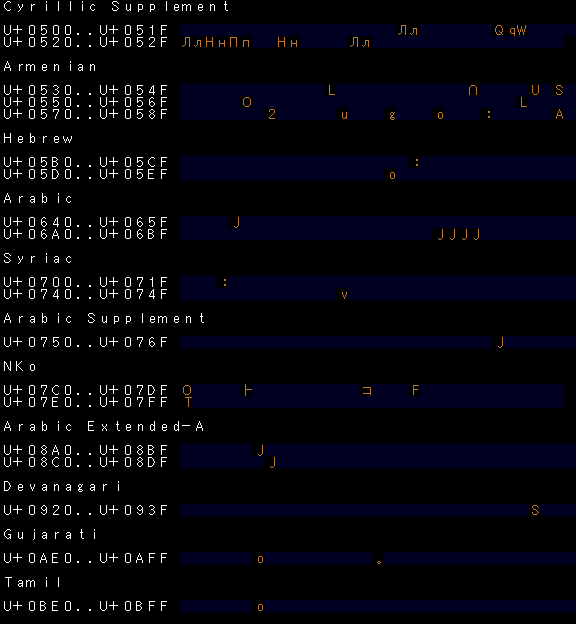 Cyrillic Supplement
U+0500..U+051F Лл Q qW
U+0520..U+052F ЛлНнПп Нн Лл
Armenian
U+0530..U+054F L ∩ U S
U+0550..U+056F O L
U+0570..U+058F 2 u g o : A
Hebrew
U+05B0..U+05CF :
U+05D0..U+05EF o
Arabic
U+0640..U+065F J
U+06A0..U+06BF JJJJ
Syriac
U+0700..U+071F :
U+0740..U+074F v
Arabic Supplement
U+0750..U+076F J
NKo
U+07C0..U+07DF O ト コ F
U+07E0..U+07FF T
Arabic Extended-A
U+08A0..U+08BF J
U+08C0..U+08DF J
Devanagari
U+0920..U+093F S
Gujarati
U+0AE0..U+0AFF o 。
Tamil
U+0BE0..U+0BFF o